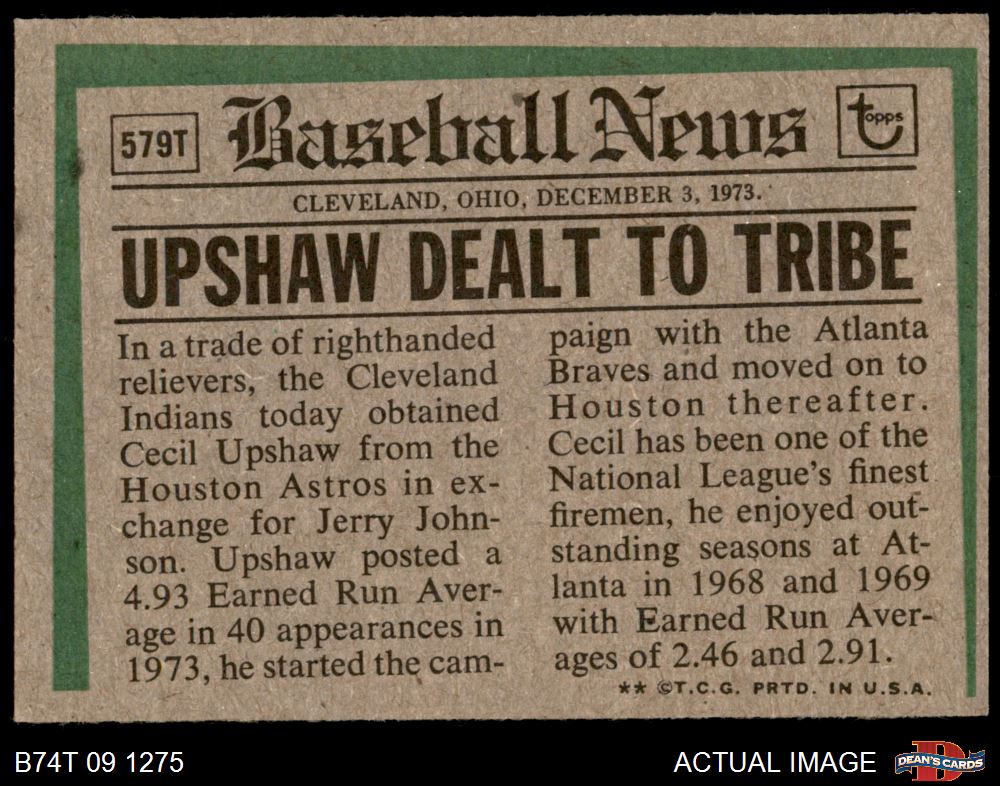 579T
Baseball News
topps
CLEVELAND, OHIO, DECEMBER 3, 1973.
UPSHAW DEALT TO TRIBE
In a trade of righthanded
relievers, the Cleveland
Indians today obtained
Cecil Upshaw from the
Houston Astros in ex-
change for Jerry John-
son. Upshaw posted a
4.93 Earned Run Aver-
age in 40 appearances in
1973, he started the cam-
paign with the Atlanta
Braves and moved on to
Houston thereafter.
Cecil has been one of the
National League's finest
firemen, he enjoyed out-
standing seasons at At-
lanta in 1968 and 1969
with Earned Run Aver-
ages of 2.46 and 2.91.
** ©T.C.G. PRTD. IN U.S.A.
B74T 09 1275
ACTUAL IMAGE
D
DEAN'S CARDS